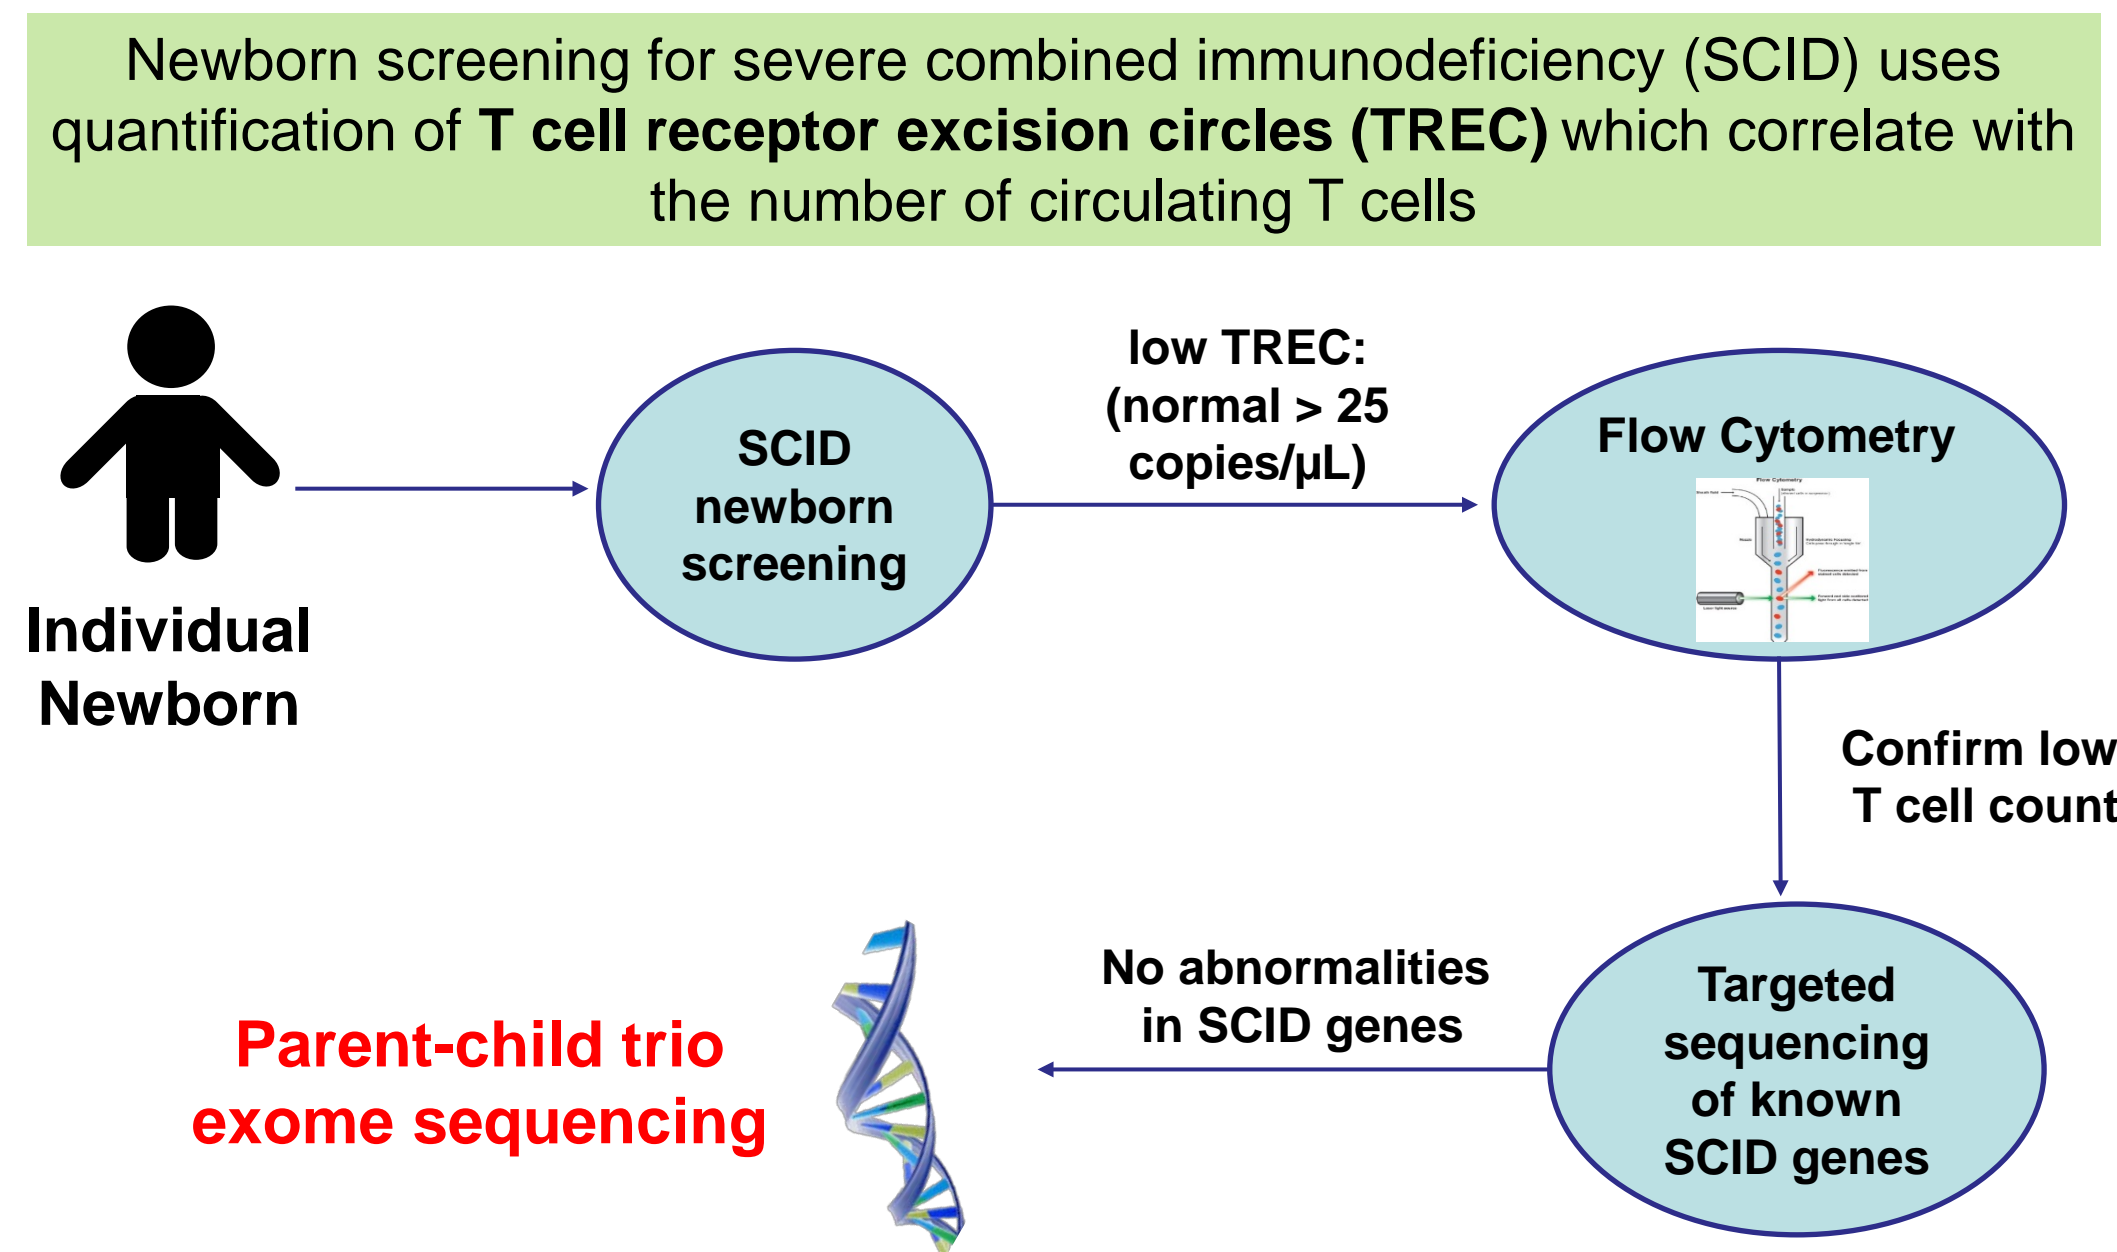 Newborn screening for severe combined immunodeficiency (SCID) uses
quantification of T cell receptor excision circles (TREC) which correlate with
the number of circulating T cells
low TREC:
(normal > 25
copies/µL)
SCID
newborn
screening
Flow Cytometry
Flow Cytometry
Individual
Newborn
Confirm low
T cell count
No abnormalities
in SCID genes
Targeted
sequencing
of known
SCID genes
Parent-child trio
exome sequencing